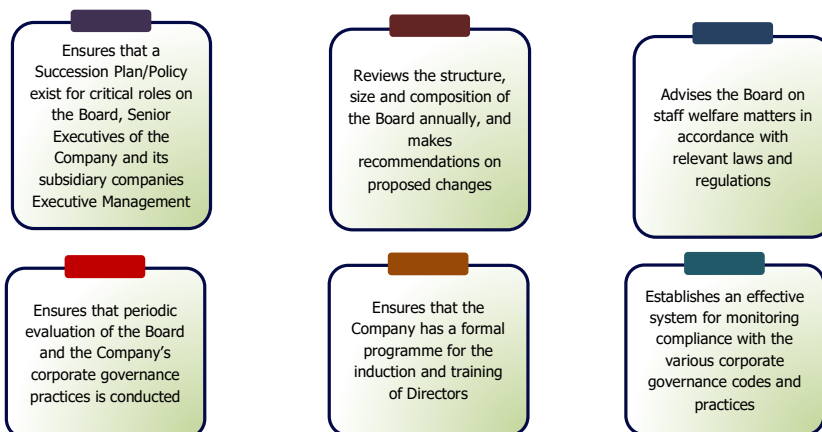 Ensures that a
Succession Plan/Policy
exist for critical roles on
the Board, Senior
Executives of the
Company and its
subsidiary companies
Executive Management
Reviews the structure,
size and composition of
the Board annually, and
makes
recommendations on
proposed changes
Advises the Board on
staff welfare matters in
accordance with
relevant laws and
regulations
Ensures that periodic
evaluation of the Board
and the Company's
corporate governance
practices is conducted
Ensures that the
Company has a formal
programme for the
induction and training
of Directors
Establishes an effective
system for monitoring
compliance with the
various corporate
governance codes and
practices